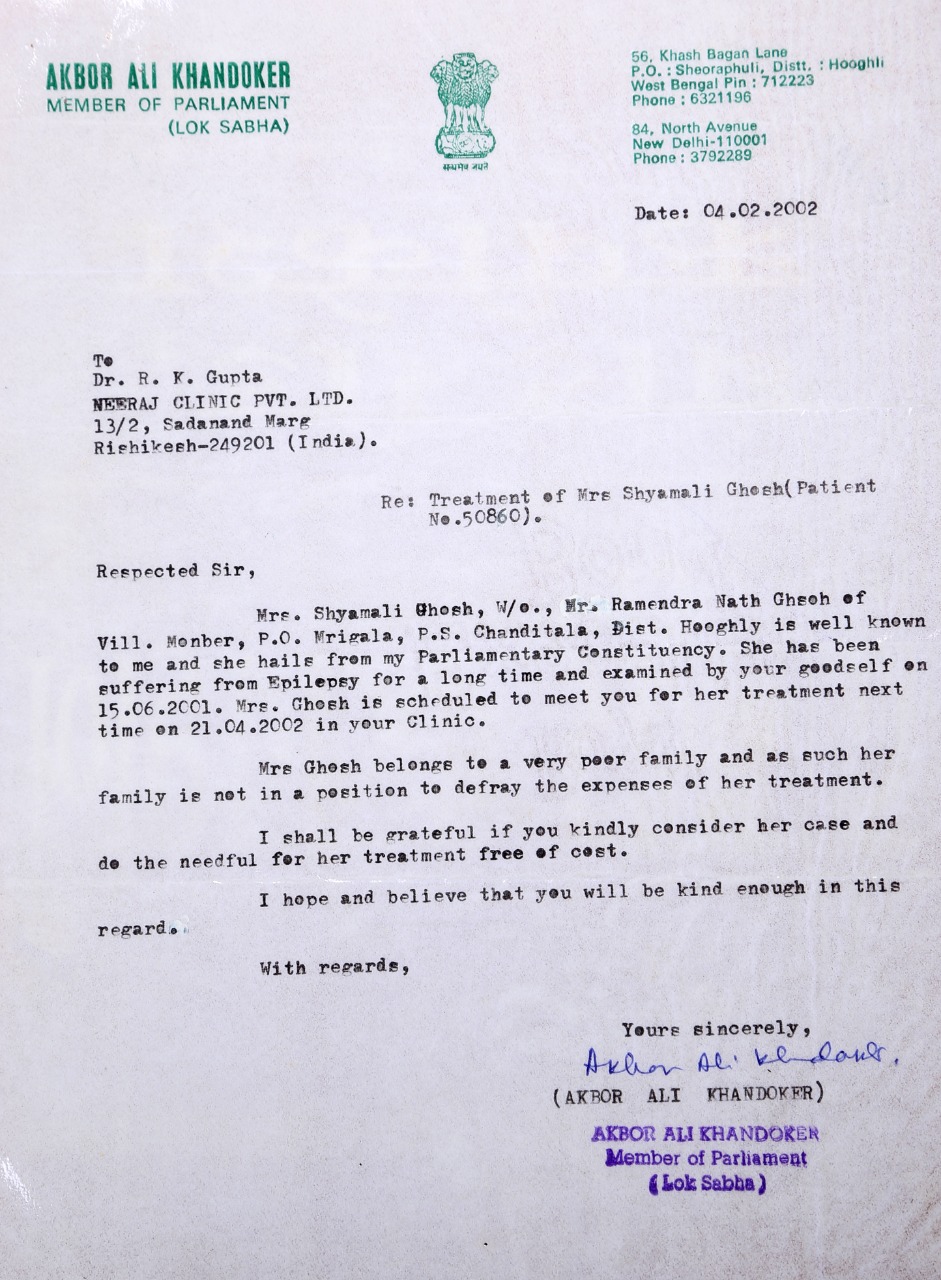 AKBOR ALI KHANDOKER
MEMBER OF PARLIAMENT
(LOK SABHA)
सत्यमेव जयते
56, Khash Bagan Lane
P.O. : Sheoraphuli, Distt. : Hooghli
West Bengal Pin : 712223
Phone : 6321196
84, North Avenue
New Delhi-110001
Phone : 3792289
Date: 04.02.2002
To
Dr. R. K. Gupta
NEERAJ CLINIC PVT. LTD.
13/2, Sadanand Marg
Rishikesh-249201 (India).
Re: Treatment of Mrs Shyamali Ghosh(Patient
No.50860).
Respected Sir,
Mrs. Shyamali Ghosh, W/o., Mr. Ramendra Nath Ghsoh of
Vill. Monber, P.O. Mrigala, P.S. Chanditala, Dist. Hooghly is well known
to me and she hails from my Parliamentary Constituency. She has been
suffering from Epilepsy for a long time and examined by your goodself on
15.06.2001. Mrs. Ghosh is scheduled to meet you for her treatment next
time on 21.04.2002 in your Clinic.
Mrs Ghosh belongs to a very poor family and as such her
family is not in a position to defray the expenses of her treatment.
I shall be grateful if you kindly consider her case and
do the needful for her treatment free of cost.
I hope and believe that you will be kind enough in this
regard.
With regards,
Yours sincerely,
Akbor Ali Khandoker.
(AKBOR ALI KHANDOKER)
AKBOR ALI KHANDOKER
Member of Parliament
(Lok Sabha)